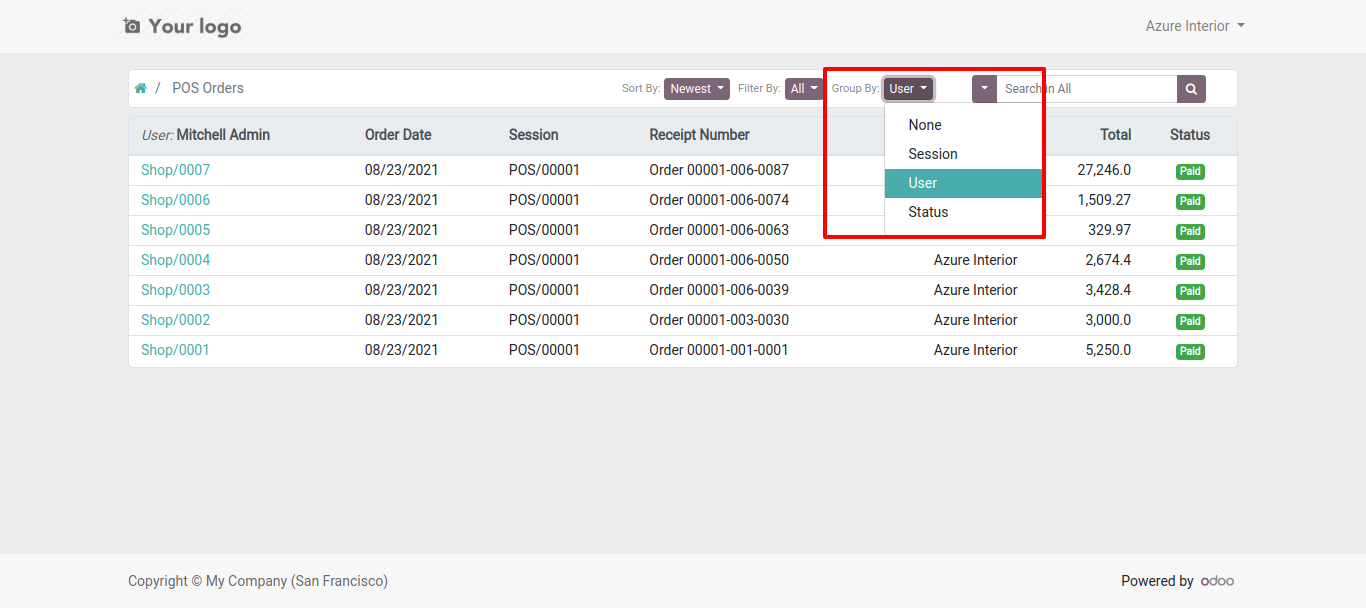 Your logo
Azure Interior
/ POS Orders Sort By: Newest Filter By: All Group By: User Search in All
None
Session
User
Status
User: Mitchell Admin Order Date Session Receipt Number Total Status
Shop/0007 08/23/2021 POS/00001 Order 00001-006-0087 27,246.0 Paid
Shop/0006 08/23/2021 POS/00001 Order 00001-006-0074 1,509.27 Paid
Shop/0005 08/23/2021 POS/00001 Order 00001-006-0063 329.97 Paid
Shop/0004 08/23/2021 POS/00001 Order 00001-006-0050 Azure Interior 2,674.4 Paid
Shop/0003 08/23/2021 POS/00001 Order 00001-006-0039 Azure Interior 3,428.4 Paid
Shop/0002 08/23/2021 POS/00001 Order 00001-003-0030 Azure Interior 3,000.0 Paid
Shop/0001 08/23/2021 POS/00001 Order 00001-001-0001 Azure Interior 5,250.0 Paid
Copyright © My Company (San Francisco) Powered by odoo